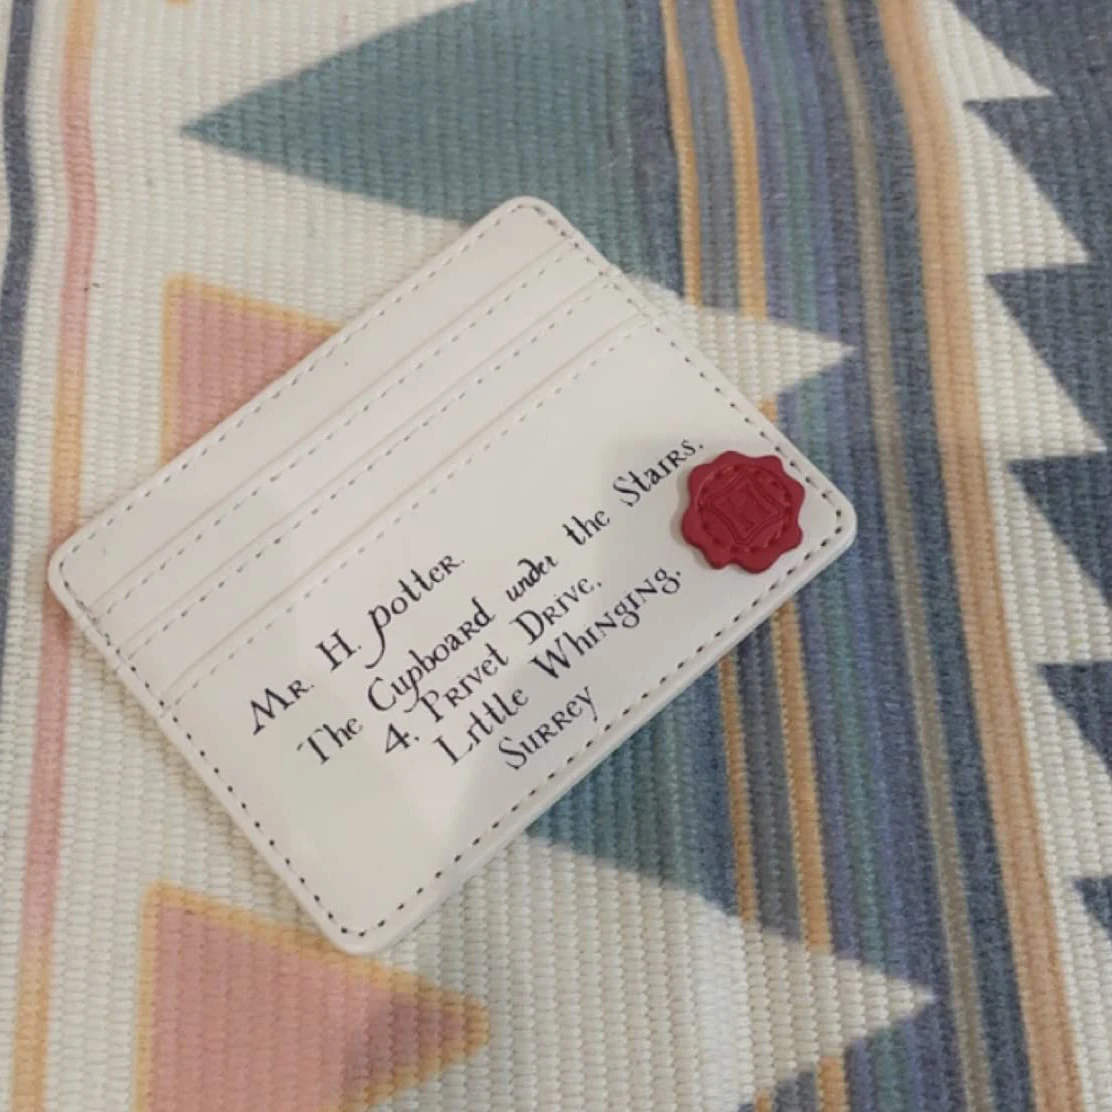 Mr. H. Potter.
The Cupboard under the Stairs.
4. Privet Drive.
Little Whinging.
Surrey
H